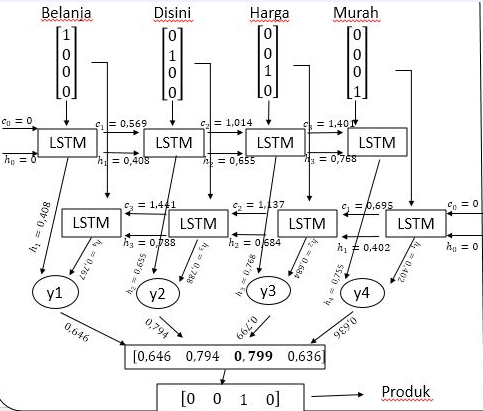 Belanja Disini Harga Murah
[1 0 0 0] [0 1 0 0] [0 0 1 0] [0 0 0 1]
c₀ = 0 c₁ = 0,569 c₂ = 1,014 c₃ = 1,401
LSTM LSTM LSTM LSTM
h₀ = 0 h₁ = 0,408 h₂ = 0,655 h₃ = 0,768
c₃ = 1,441 c₂ = 1,137 c₁ = 0,695 c₀ = 0
LSTM LSTM LSTM LSTM
h₃ = 0,788 h₂ = 0,684 h₁ = 0,402 h₀ = 0
h₁ = 0,408 h₄ = 0,767 h₂ = 0,655 h₃ = 0,788 h₃ = 0,768 h₂ = 0,684 h₄ = 0,755 h₁ = 0,402
y1 y2 y3 y4
0,646 0,794 0,799 0,636
[0,646 0,794 0,799 0,636]
[0 0 1 0] Produk